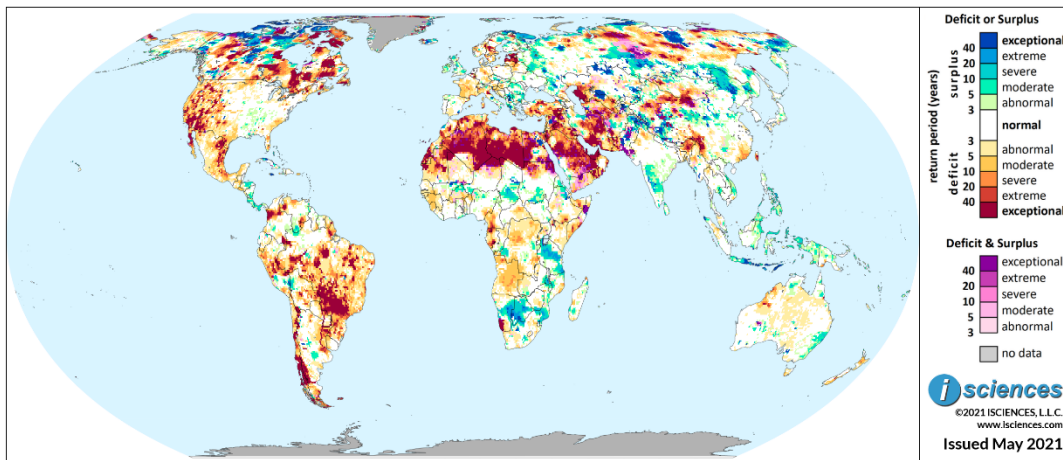 Deficit or Surplus
return period (years)
surplus
deficit
40
20
10
5
3
exceptional
extreme
severe
moderate
abnormal
normal
3
5
10
20
40
abnormal
moderate
severe
extreme
exceptional
Deficit & Surplus
40
20
10
5
3
exceptional
extreme
severe
moderate
abnormal
no data
i sciences
©2021 ISCIENCES, L.L.C.
www.isciences.com
Issued May 2021